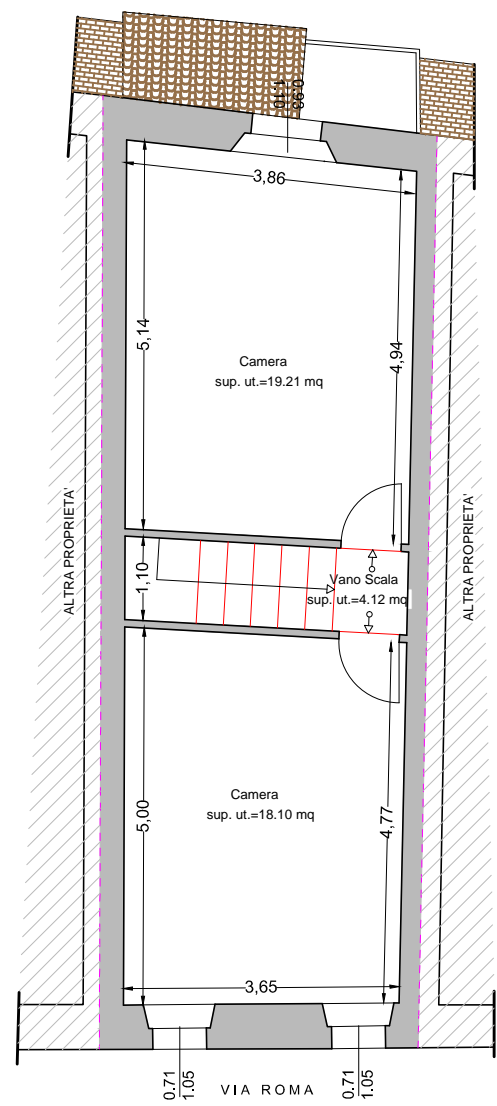 0.93
1.10
3,86
5,14
4,94
Camera
sup. ut.=19.21 mq
ALTRA PROPRIETA'
ALTRA PROPRIETA'
1,10
Vano Scala
sup. ut.=4.12 mq
5,00
4,77
Camera
sup. ut.=18.10 mq
3,65
0.71
1.05
VIA ROMA
0.71
1.05